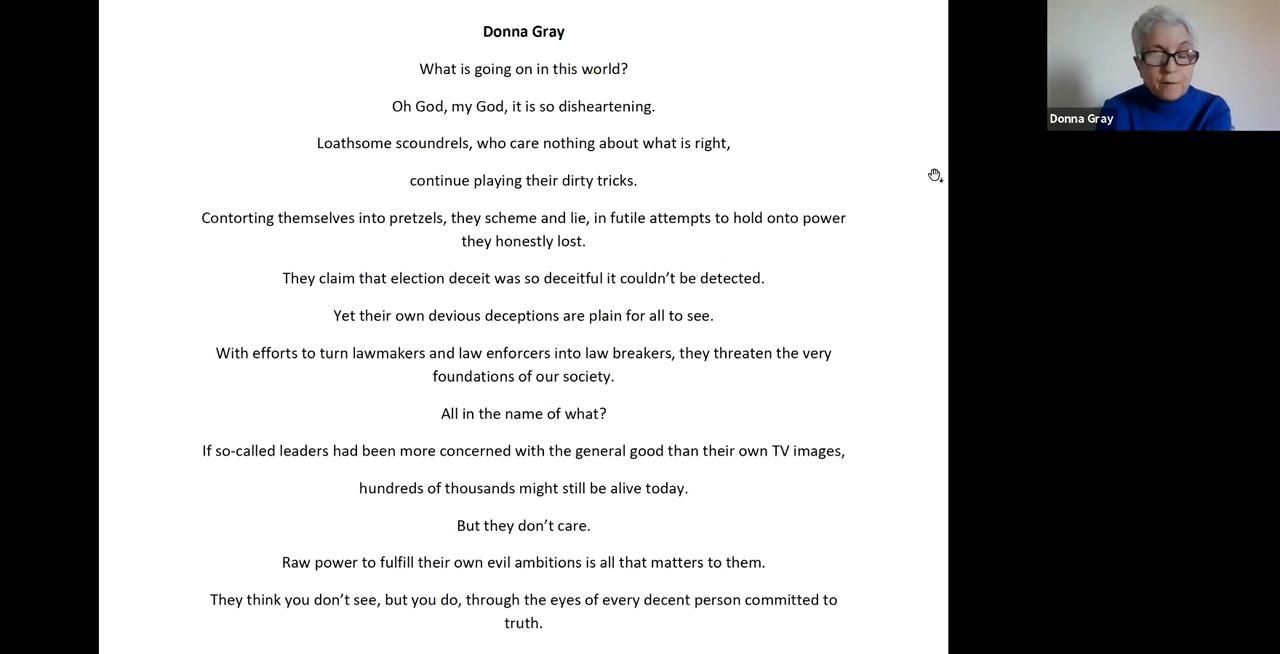 Donna Gray
What is going on in this world?
Oh God, my God, it is so disheartening.
Loathsome scoundrels, who care nothing about what is right,
continue playing their dirty tricks.
Contorting themselves into pretzels, they scheme and lie, in futile attempts to hold onto power
they honestly lost.
They claim that election deceit was so deceitful it couldn’t be detected.
Yet their own devious deceptions are plain for all to see.
With efforts to turn lawmakers and law enforcers into law breakers, they threaten the very
foundations of our society.
All in the name of what?
If so-called leaders had been more concerned with the general good than their own TV images,
hundreds of thousands might still be alive today.
But they don’t care.
Raw power to fulfill their own evil ambitions is all that matters to them.
They think you don’t see, but you do, through the eyes of every decent person committed to
truth.
Donna Gray